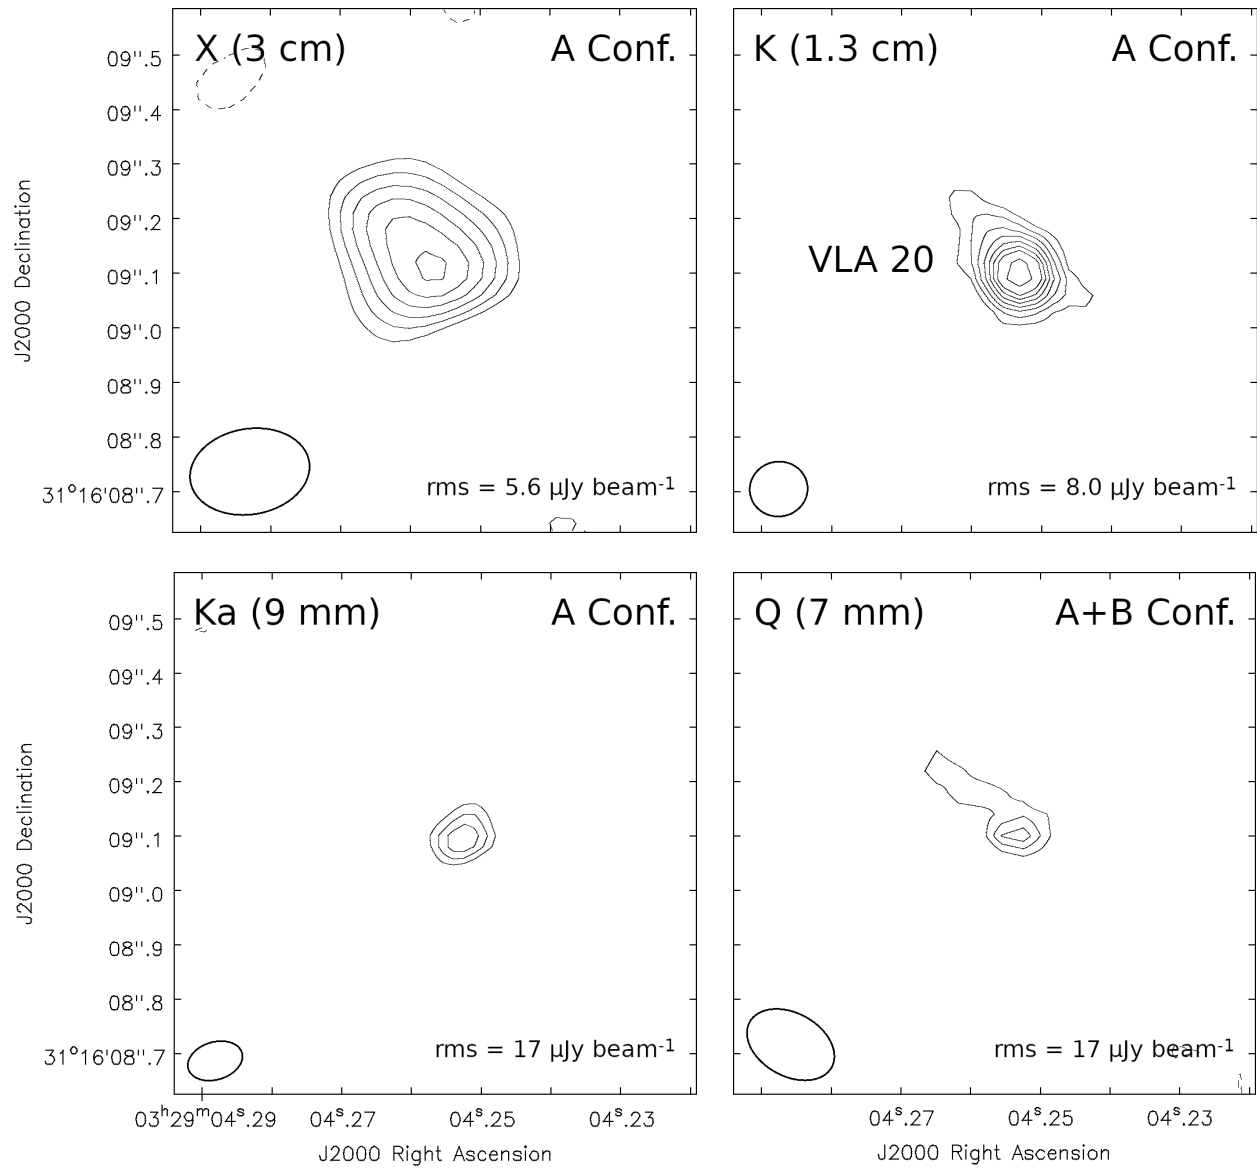 X (3 cm) A Conf.
K (1.3 cm) A Conf.
09".5
09".4
09".3
09".2
09".1
09".0
08".9
08".8
31°16'08".7
J2000 Declination
VLA 20
rms = 5.6 μJy beam-1
rms = 8.0 μJy beam-1
Ka (9 mm) A Conf.
Q (7 mm) A+B Conf.
09".5
09".4
09".3
09".2
09".1
09".0
08".9
08".8
31°16'08".7
J2000 Declination
rms = 17 μJy beam-1
rms = 17 μJy beam-1
03h29m04s.29 04s.27 04s.25 04s.23
04s.27 04s.25 04s.23
J2000 Right Ascension
J2000 Right Ascension